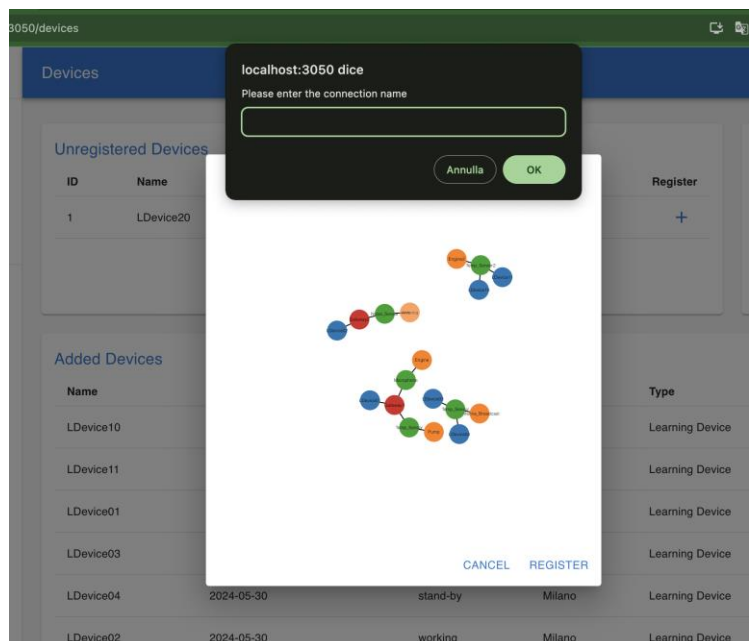 3050/devices
Devices
localhost:3050 dice
Please enter the connection name
Annulla
OK
Unregistered Devices
ID Name Register
1 LDevice20 +
Engine
Engine
Pump
Added Devices
Name Type
LDevice10 Learning Device
LDevice11 Learning Device
LDevice01 Learning Device
LDevice03 Learning Device
CANCEL REGISTER
LDevice04 2024-05-30 stand-by Milano Learning Device
LDevice02 2024-05-30 working Milano Learning Device